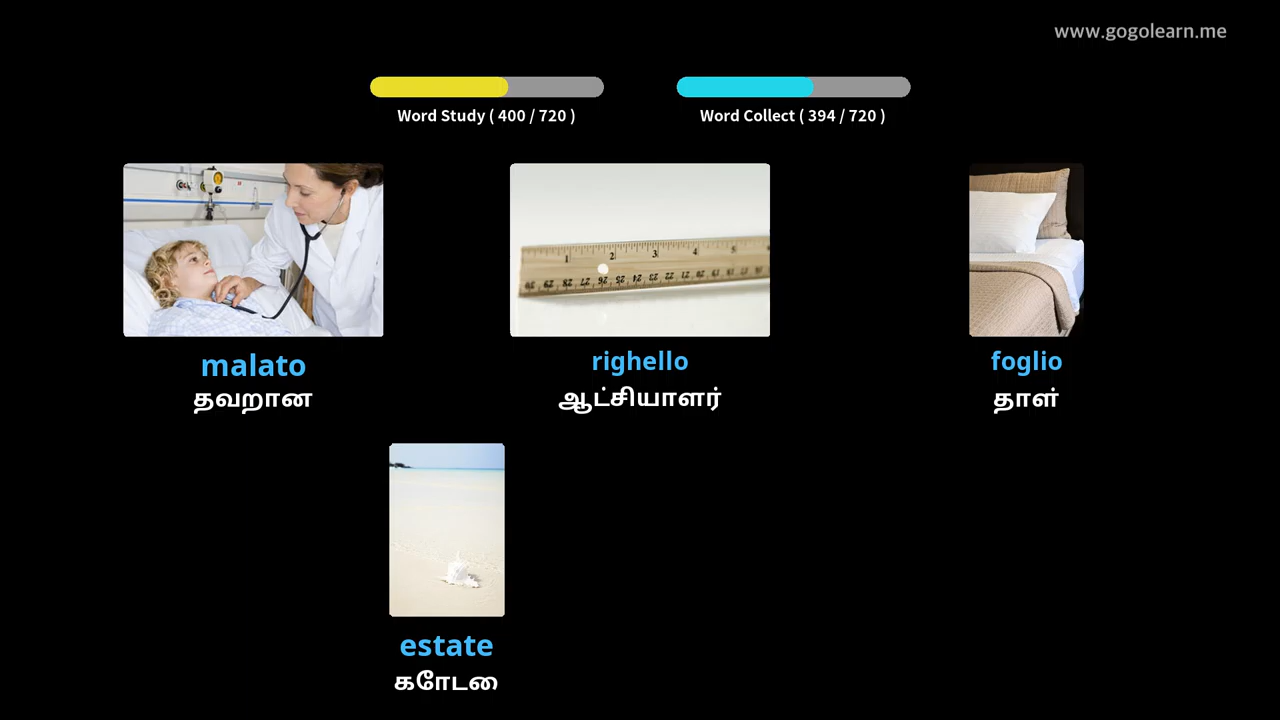 www.gogolearn.me
Word Study ( 400 / 720 )
Word Collect ( 394 / 720 )
malato
righello
foglio
தவறான
ஆட்சியாளர்
தாள்
estate
கோடை